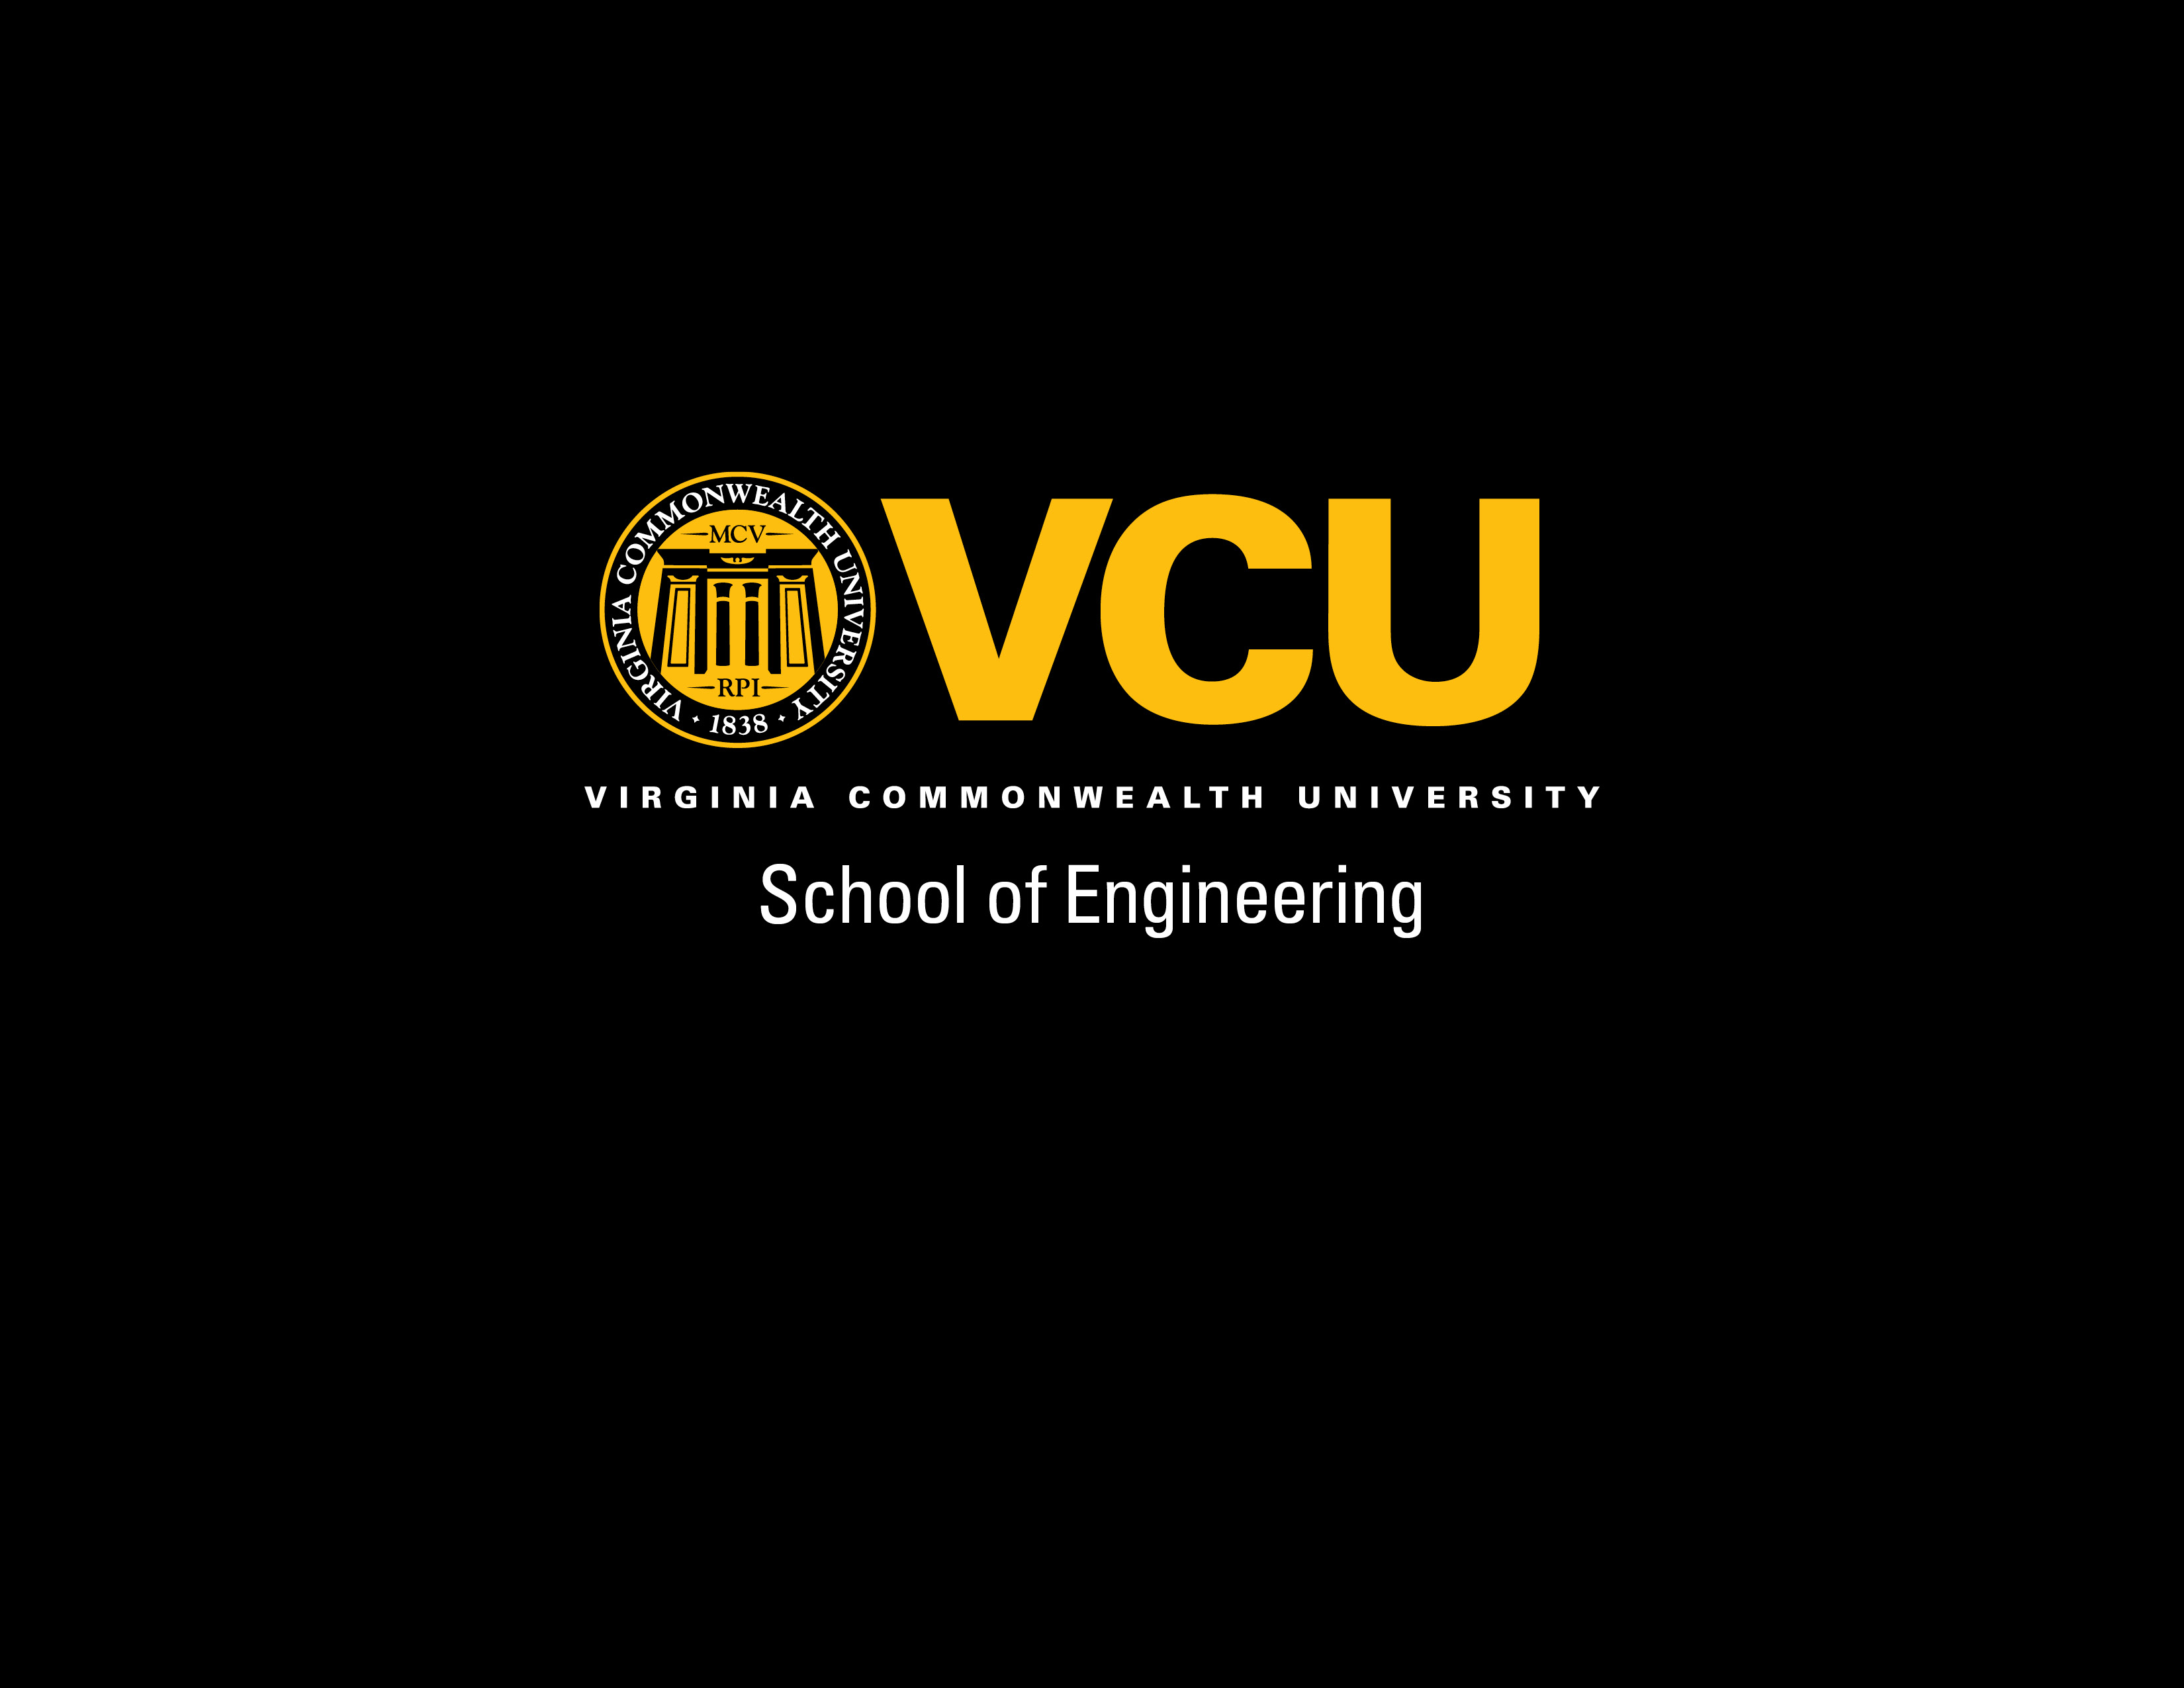 VIRGINIA COMMONWEALTH UNIVERSITY
MCV
RPI
1838
VCU
VIRGINIA COMMONWEALTH UNIVERSITY
School of Engineering